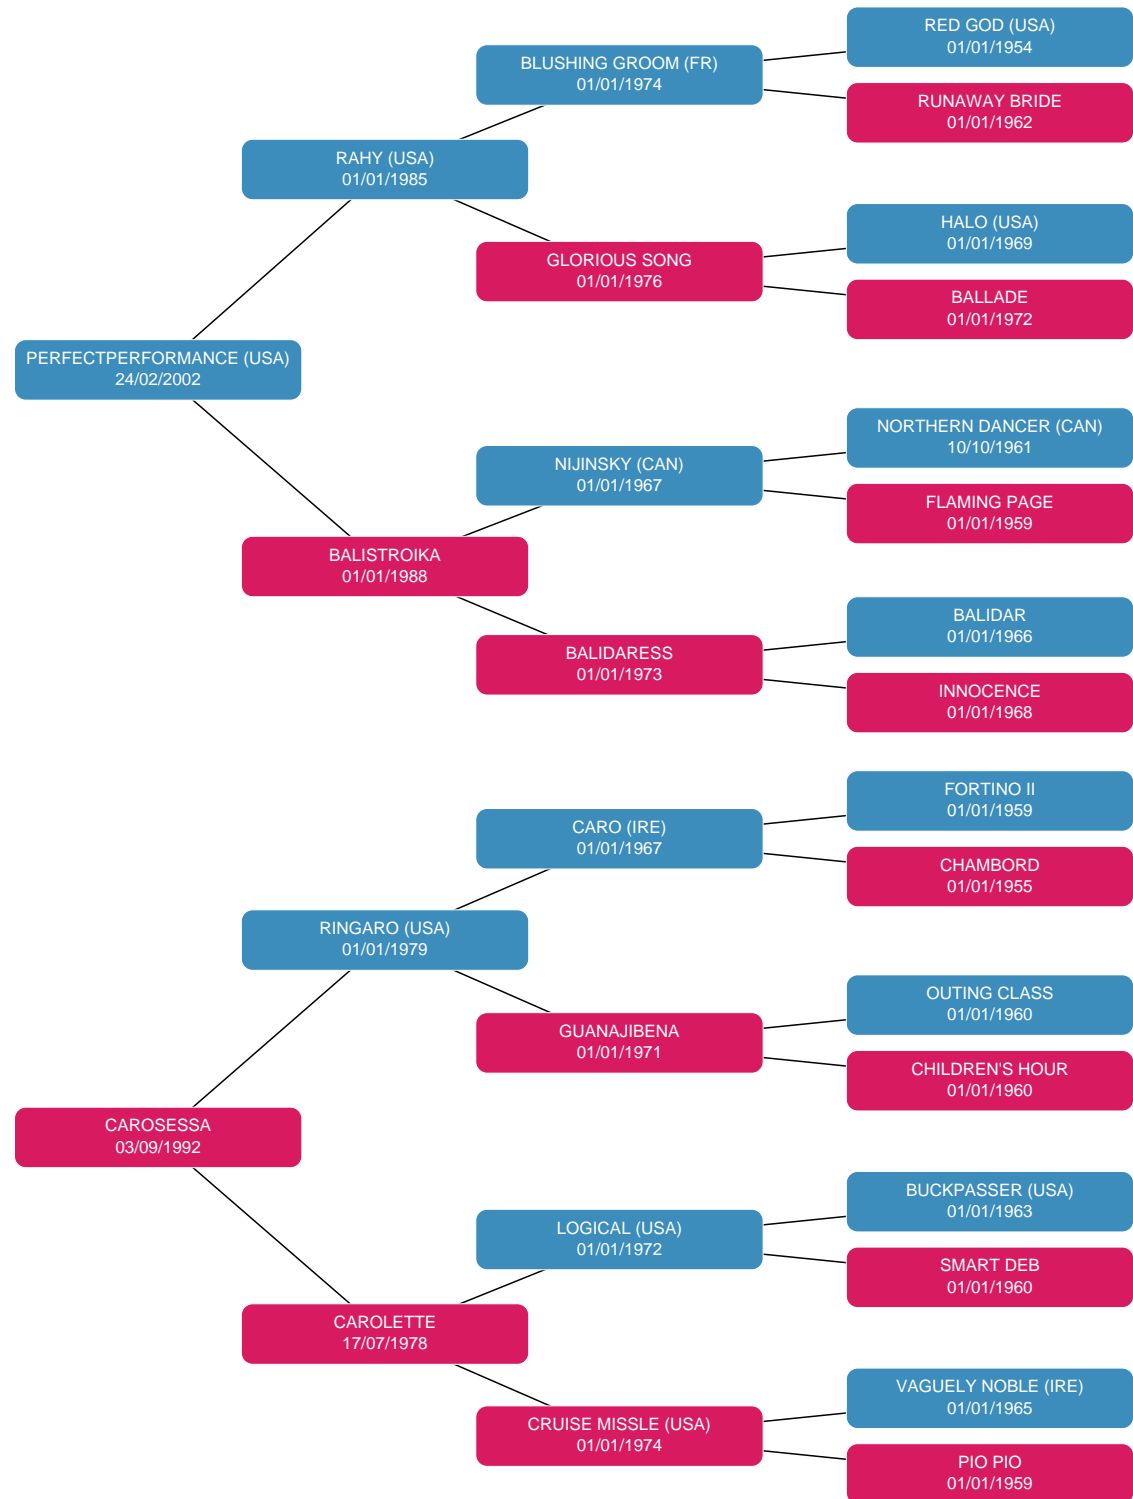 RED GOD (USA)
01/01/1954
BLUSHING GROOM (FR)
01/01/1974
RUNAWAY BRIDE
01/01/1962
RAHY (USA)
01/01/1985
HALO (USA)
01/01/1969
GLORIOUS SONG
01/01/1976
BALLADE
01/01/1972
PERFECTPERFORMANCE (USA)
24/02/2002
NORTHERN DANCER (CAN)
10/10/1961
NIJINSKY (CAN)
01/01/1967
FLAMING PAGE
01/01/1959
BALISTROIKA
01/01/1988
BALIDAR
01/01/1966
BALIDARESS
01/01/1973
INNOCENCE
01/01/1968
FORTINO II
01/01/1959
CARO (IRE)
01/01/1967
CHAMBORD
01/01/1955
RINGARO (USA)
01/01/1979
OUTING CLASS
01/01/1960
GUANAJIBENA
01/01/1971
CHILDREN'S HOUR
01/01/1960
CAROSESSA
03/09/1992
BUCKPASSER (USA)
01/01/1963
LOGICAL (USA)
01/01/1972
SMART DEB
01/01/1960
CAROLETTE
17/07/1978
VAGUELY NOBLE (IRE)
01/01/1965
CRUISE MISSLE (USA)
01/01/1974
PIO PIO
01/01/1959